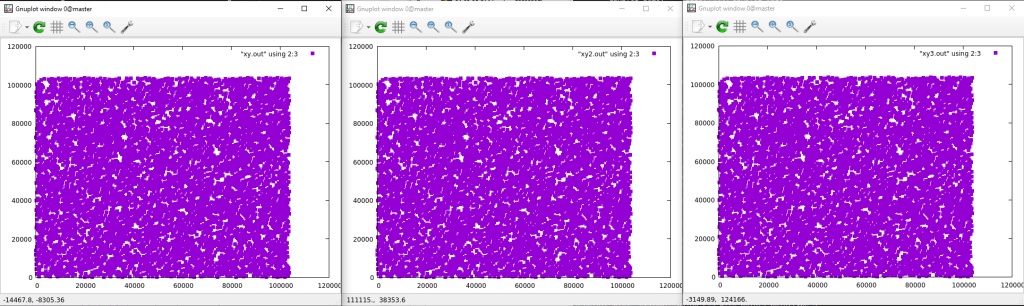 Gnuplot window 0@master
"xy.out" using 2:3
120000
100000
80000
60000
40000
20000
0
0 20000 40000 60000 80000 100000 120000
-14467.8, -8305.36
Gnuplot window 0@master
"xy2.out" using 2:3
120000
100000
80000
60000
40000
20000
0
0 20000 40000 60000 80000 100000 120000
111115., 38353.6
Gnuplot window 0@master
"xy3.out" using 2:3
120000
100000
80000
60000
40000
20000
0
0 20000 40000 60000 80000 100000 120000
-3149.89, 124166.